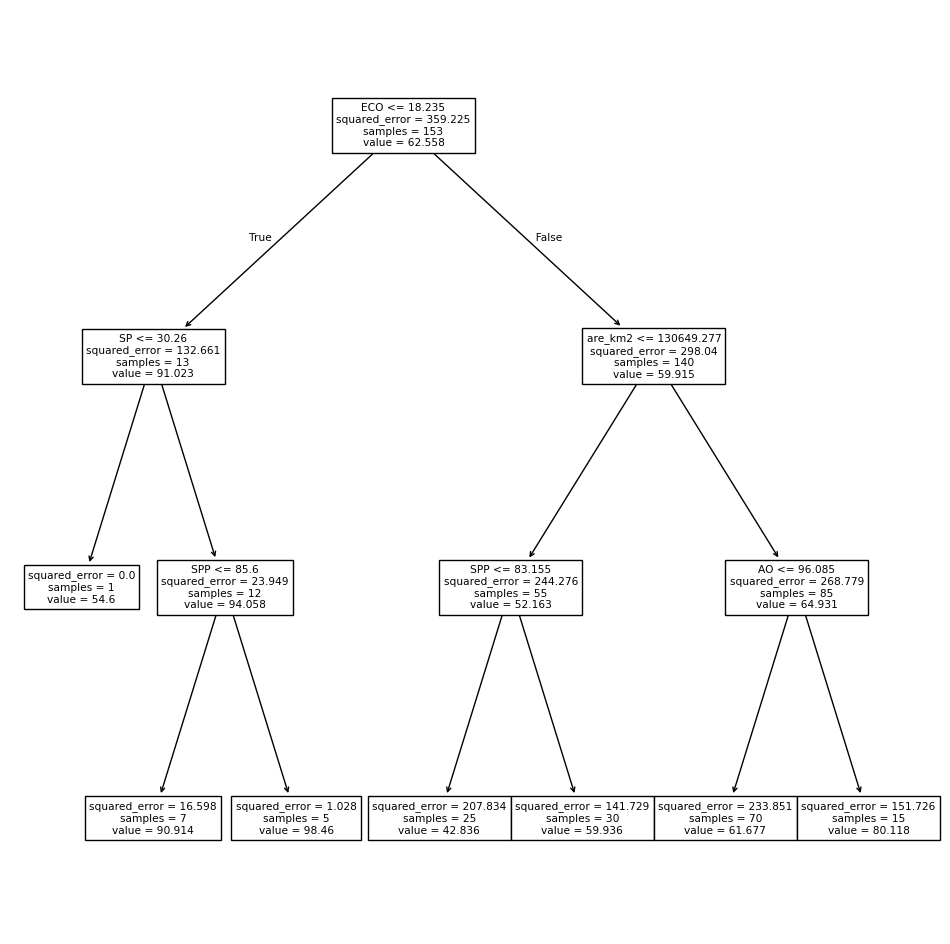 ECO <= 18.235
squared_error = 359.225
samples = 153
value = 62.558
True
False
SP <= 30.26
squared_error = 132.661
samples = 13
value = 91.023
are_km2 <= 130649.277
squared_error = 298.04
samples = 140
value = 59.915
squared_error = 0.0
samples = 1
value = 54.6
SPP <= 85.6
squared_error = 23.949
samples = 12
value = 94.058
SPP <= 83.155
squared_error = 244.276
samples = 55
value = 52.163
AO <= 96.085
squared_error = 268.779
samples = 85
value = 64.931
squared_error = 16.598
samples = 7
value = 90.914
squared_error = 1.028
samples = 5
value = 98.46
squared_error = 207.834
samples = 25
value = 42.836
squared_error = 141.729
samples = 30
value = 59.936
squared_error = 233.851
samples = 70
value = 61.677
squared_error = 151.726
samples = 15
value = 80.118